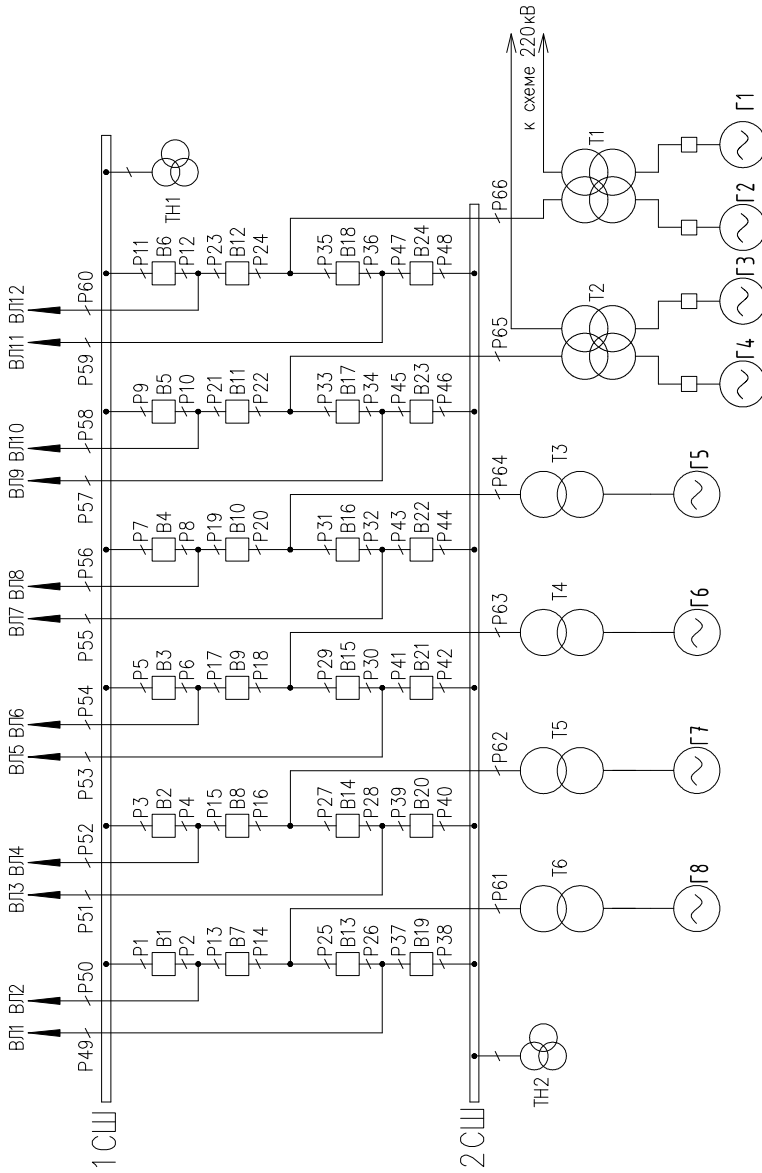 ВЛ1 ВЛ2 ВЛ3 ВЛ4 ВЛ5 ВЛ6 ВЛ7 ВЛ8 ВЛ9 ВЛ10 ВЛ11 ВЛ12
Р49 Р50 Р51 Р52 Р53 Р54 Р55 Р56 Р57 Р58 Р59 Р60
1 СШ
ТН1
Р1 Р3 Р5 Р7 Р9 Р11
В1 В2 В3 В4 В5 В6
Р2 Р4 Р6 Р8 Р10 Р12
Р13 Р15 Р17 Р19 Р21 Р23
В7 В8 В9 В10 В11 В12
Р14 Р16 Р18 Р20 Р22 Р24
Р25 Р27 Р29 Р31 Р33 Р35
В13 В14 В15 В16 В17 В18
Р26 Р28 Р30 Р32 Р34 Р36
Р37 Р39 Р41 Р43 Р45 Р47
В19 В20 В21 В22 В23 В24
Р38 Р40 Р42 Р44 Р46 Р48
2 СШ
ТН2
Р61 Р62 Р63 Р64 Р65 Р66
к схеме 220кВ
Т6 Т5 Т4 Т3 Т2 Т1
Г8 Г7 Г6 Г5 Г4 Г3 Г2 Г1